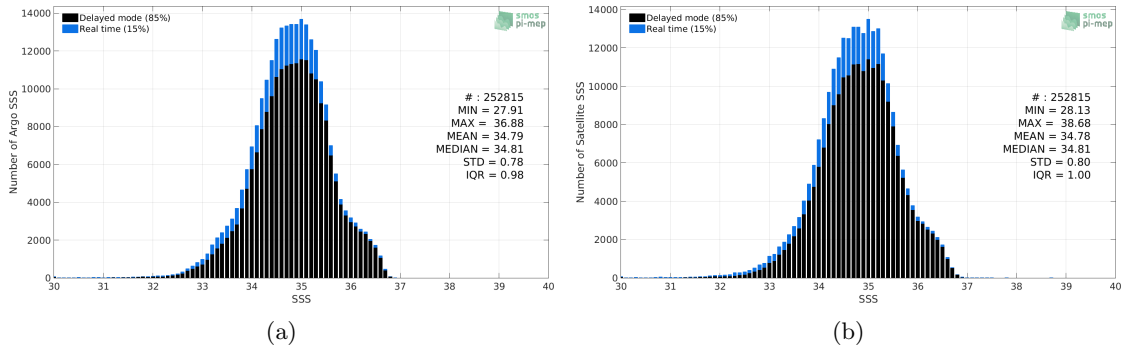 Delayed mode (85%)
Real time (15%)
smos
pi-mep
14000
12000
10000
8000
6000
4000
2000
0
Number of Argo SSS
# : 252815
MIN = 27.91
MAX = 36.88
MEAN = 34.79
MEDIAN = 34.81
STD = 0.78
IQR = 0.98
30 31 32 33 34 35 36 37 38 39 40
SSS
(a)
Delayed mode (85%)
Real time (15%)
smos
pi-mep
14000
12000
10000
8000
6000
4000
2000
0
Number of Satellite SSS
# : 252815
MIN = 28.13
MAX = 38.68
MEAN = 34.78
MEDIAN = 34.81
STD = 0.80
IQR = 1.00
30 31 32 33 34 35 36 37 38 39 40
SSS
(b)